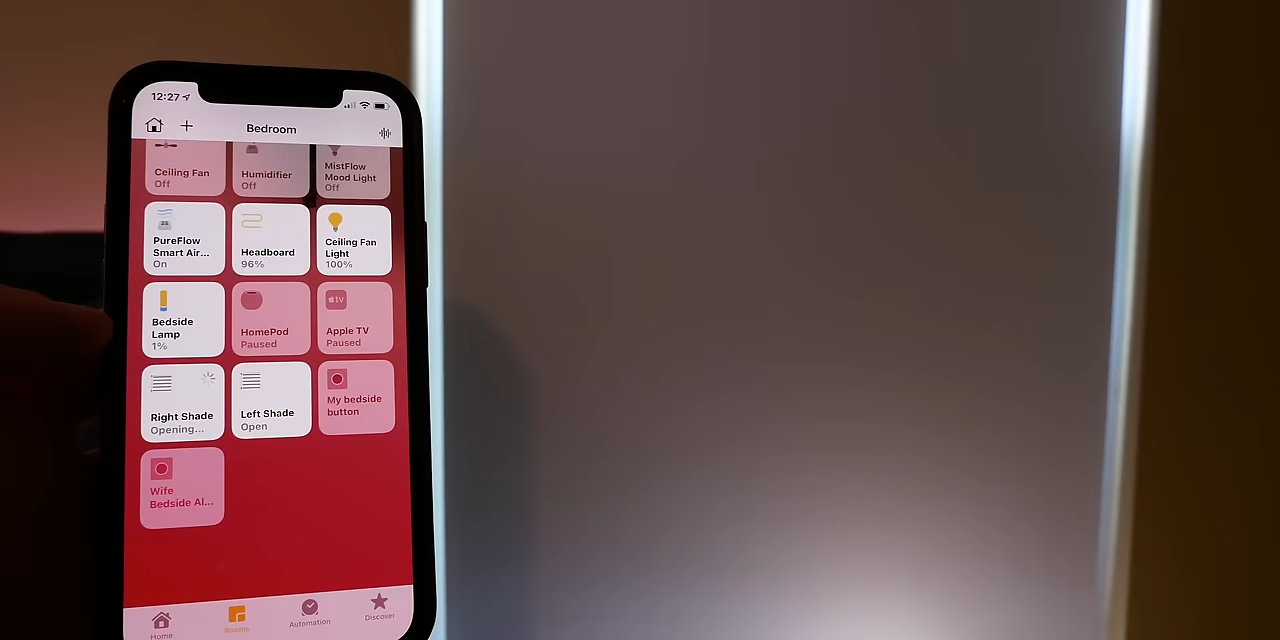 12:27
Bedroom
Ceiling Fan
Off
Humidifier
Off
MistFlow
Mood Light
Off
PureFlow
Smart Air...
On
Headboard
96%
Ceiling Fan
Light
100%
Bedside
Lamp
1%
HomePod
Paused
tv
Apple TV
Paused
Right Shade
Opening...
Left Shade
Open
My bedside
button
Wife
Bedside Al...
Home
Rooms
Automation
Discover